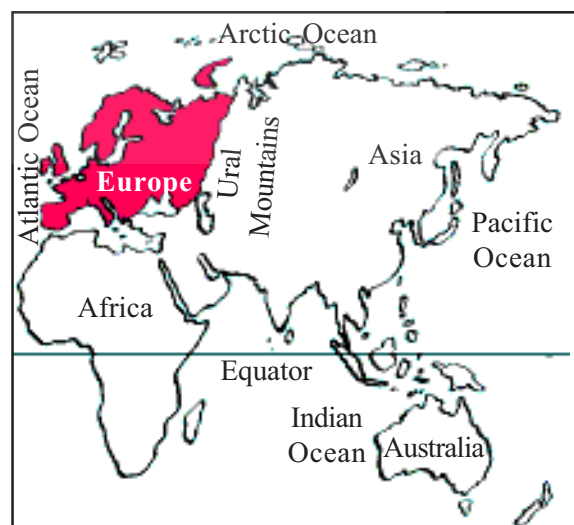 Arctic Ocean
Atlantic Ocean
Europe
Ural
Mountains
Asia
Pacific
Ocean
Africa
Equator
Indian
Ocean
Australia